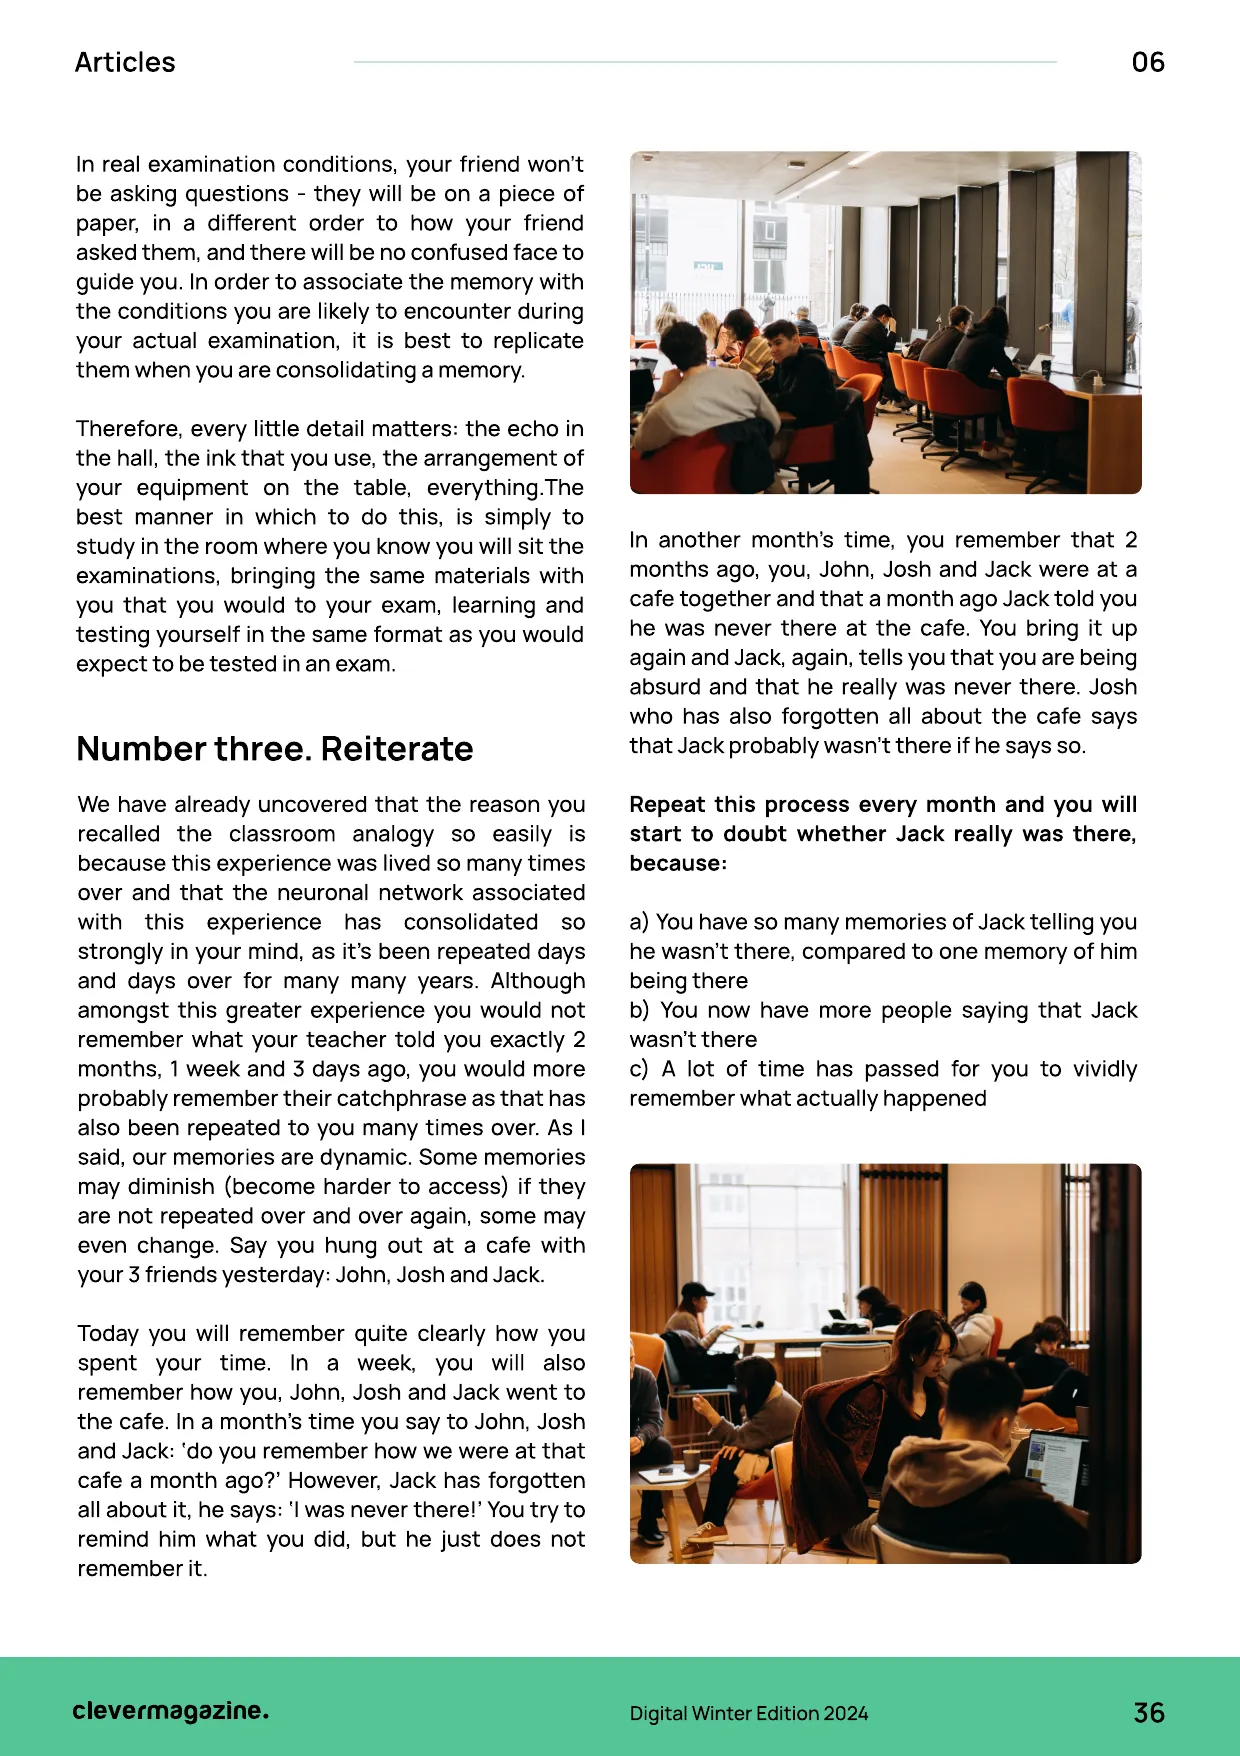 Articles
06
In real examination conditions, your friend won't
be asking questions - they will be on a piece of
paper, in a different order to how your friend
asked them, and there will be no confused face to
guide you. In order to associate the memory with
the conditions you are likely to encounter during
your actual examination, it is best to replicate
them when you are consolidating a memory.
Therefore, every little detail matters: the echo in
the hall, the ink that you use, the arrangement of
your equipment on the table, everything.The
best manner in which to do this, is simply to
study in the room where you know you will sit the
examinations, bringing the same materials with
you that you would to your exam, learning and
testing yourself in the same format as you would
expect to be tested in an exam.
Number three. Reiterate
We have already uncovered that the reason you
recalled the classroom analogy so easily is
because this experience was lived so many times
over and that the neuronal network associated
with this experience has consolidated so
strongly in your mind, as it's been repeated days
and days over for many many years. Although
amongst this greater experience you would not
remember what your teacher told you exactly 2
months, 1 week and 3 days ago, you would more
probably remember their catchphrase as that has
also been repeated to you many times over. As I
said, our memories are dynamic. Some memories
may diminish (become harder to access) if they
are not repeated over and over again, some may
even change. Say you hung out at a cafe with
your 3 friends yesterday: John, Josh and Jack.
Today you will remember quite clearly how you
spent your time. In a week, you will also
remember how you, John, Josh and Jack went to
the cafe. In a month's time you say to John, Josh
and Jack: 'do you remember how we were at that
cafe a month ago?' However, Jack has forgotten
all about it, he says: 'I was never there!' You try to
remind him what you did, but he just does not
remember it.
In another month's time, you remember that 2
months ago, you, John, Josh and Jack were at a
cafe together and that a month ago Jack told you
he was never there at the cafe. You bring it up
again and Jack, again, tells you that you are being
absurd and that he really was never there. Josh
who has also forgotten all about the cafe says
that Jack probably wasn't there if he says so.
Repeat this process every month and you will
start to doubt whether Jack really was there,
because:
a) You have so many memories of Jack telling you
he wasn't there, compared to one memory of him
being there
b) You now have more people saying that Jack
wasn't there
c) A lot of time has passed for you to vividly
remember what actually happened
clevermagazine.
Digital Winter Edition 2024
36